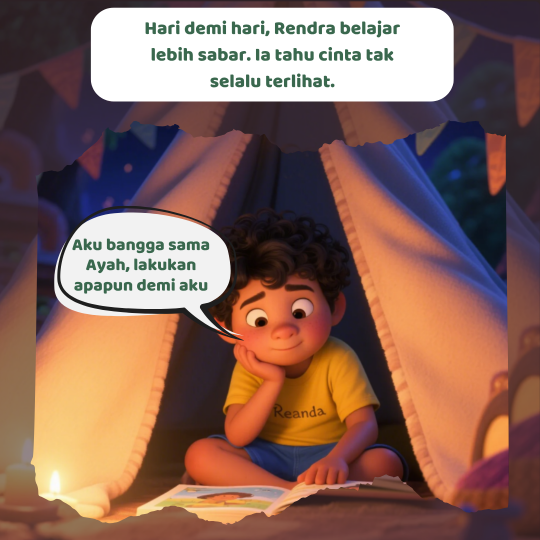 Hari demi hari, Rendra belajar
lebih sabar. Ia tahu cinta tak
selalu terlihat.
Aku bangga sama
Ayah, lakukan
apapun demi aku
Reanda